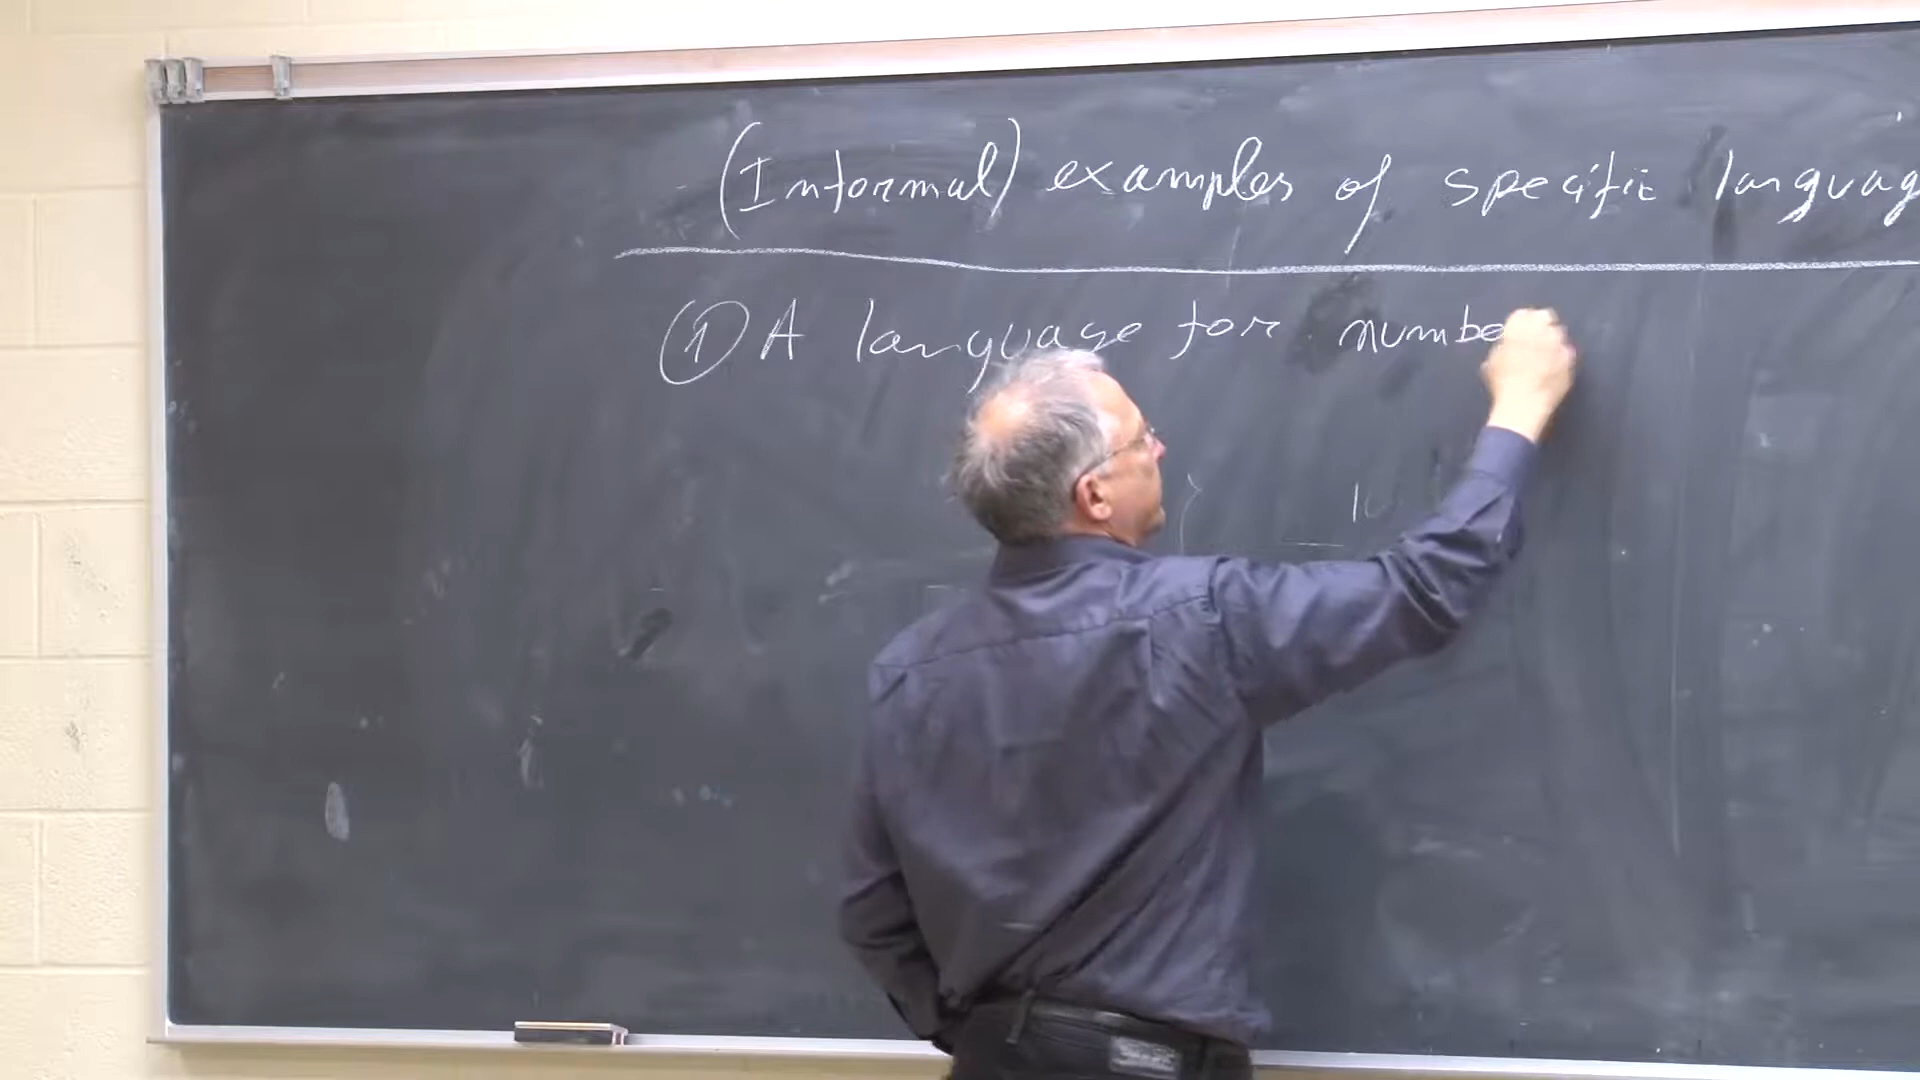 (Informal) examples of specific languag
① A language for numbe